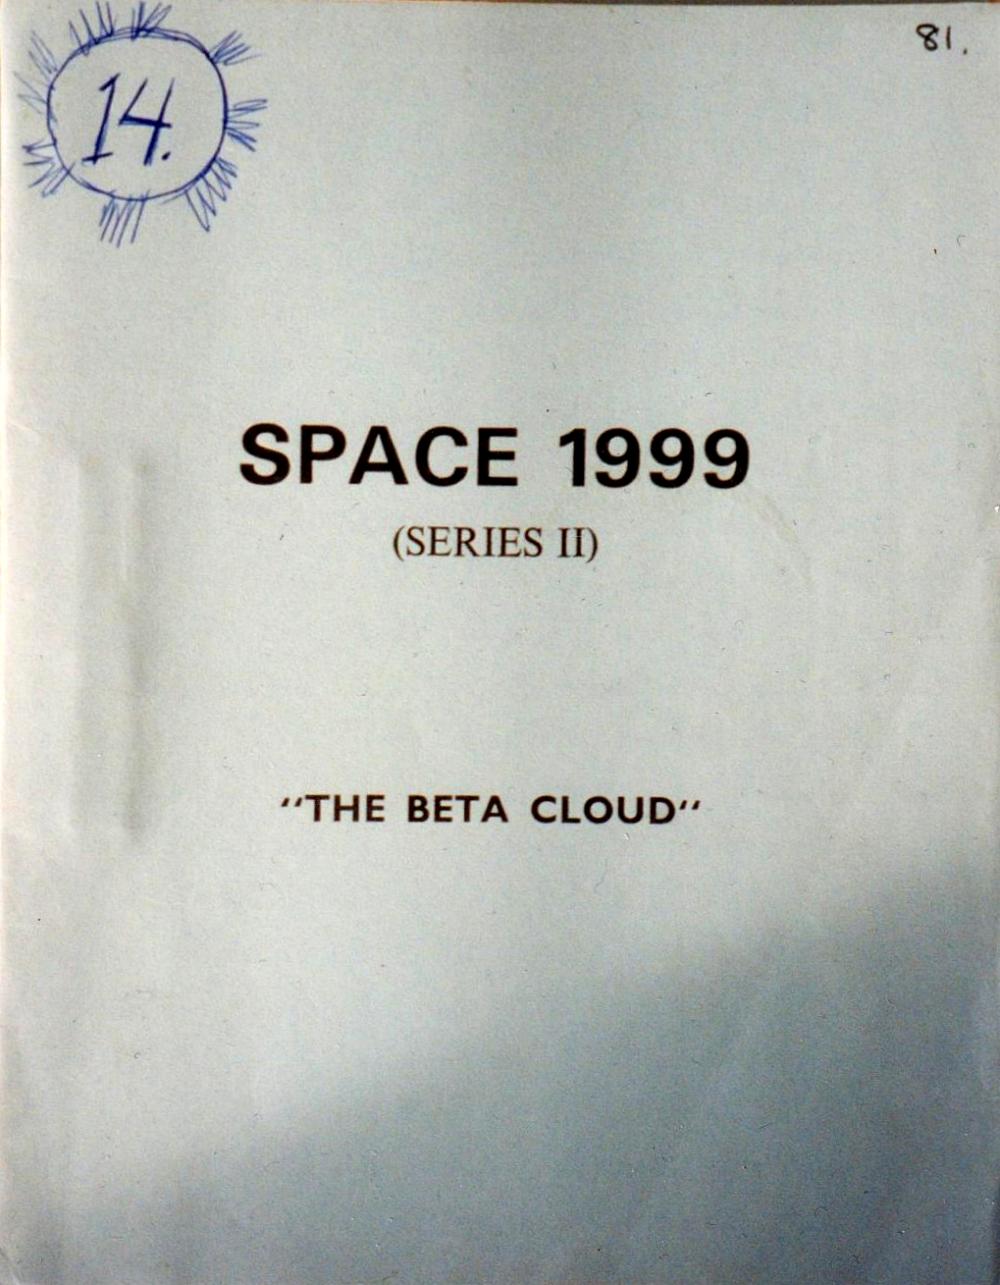 14.
81.
SPACE 1999
(SERIES II)
"THE BETA CLOUD"